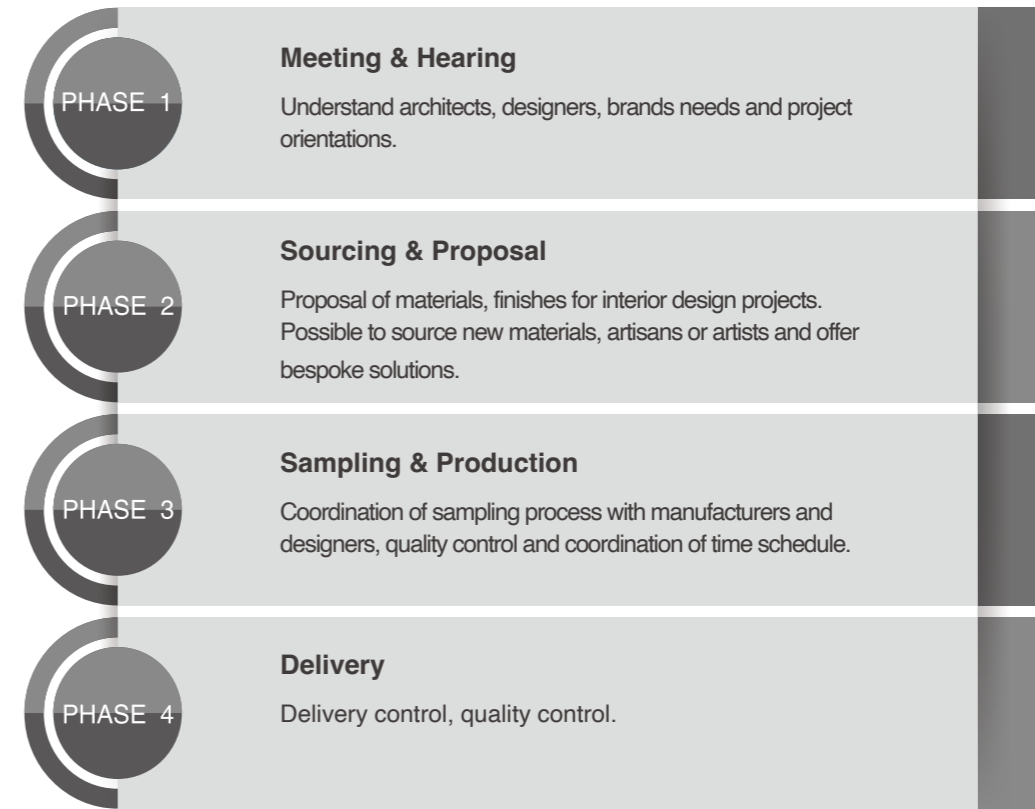 PHASE 1
Meeting & Hearing
Understand architects, designers, brands needs and project
orientations.
PHASE 2
Sourcing & Proposal
Proposal of materials, finishes for interior design projects.
Possible to source new materials, artisans or artists and offer
bespoke solutions.
PHASE 3
Sampling & Production
Coordination of sampling process with manufacturers and
designers, quality control and coordination of time schedule.
PHASE 4
Delivery
Delivery control, quality control.